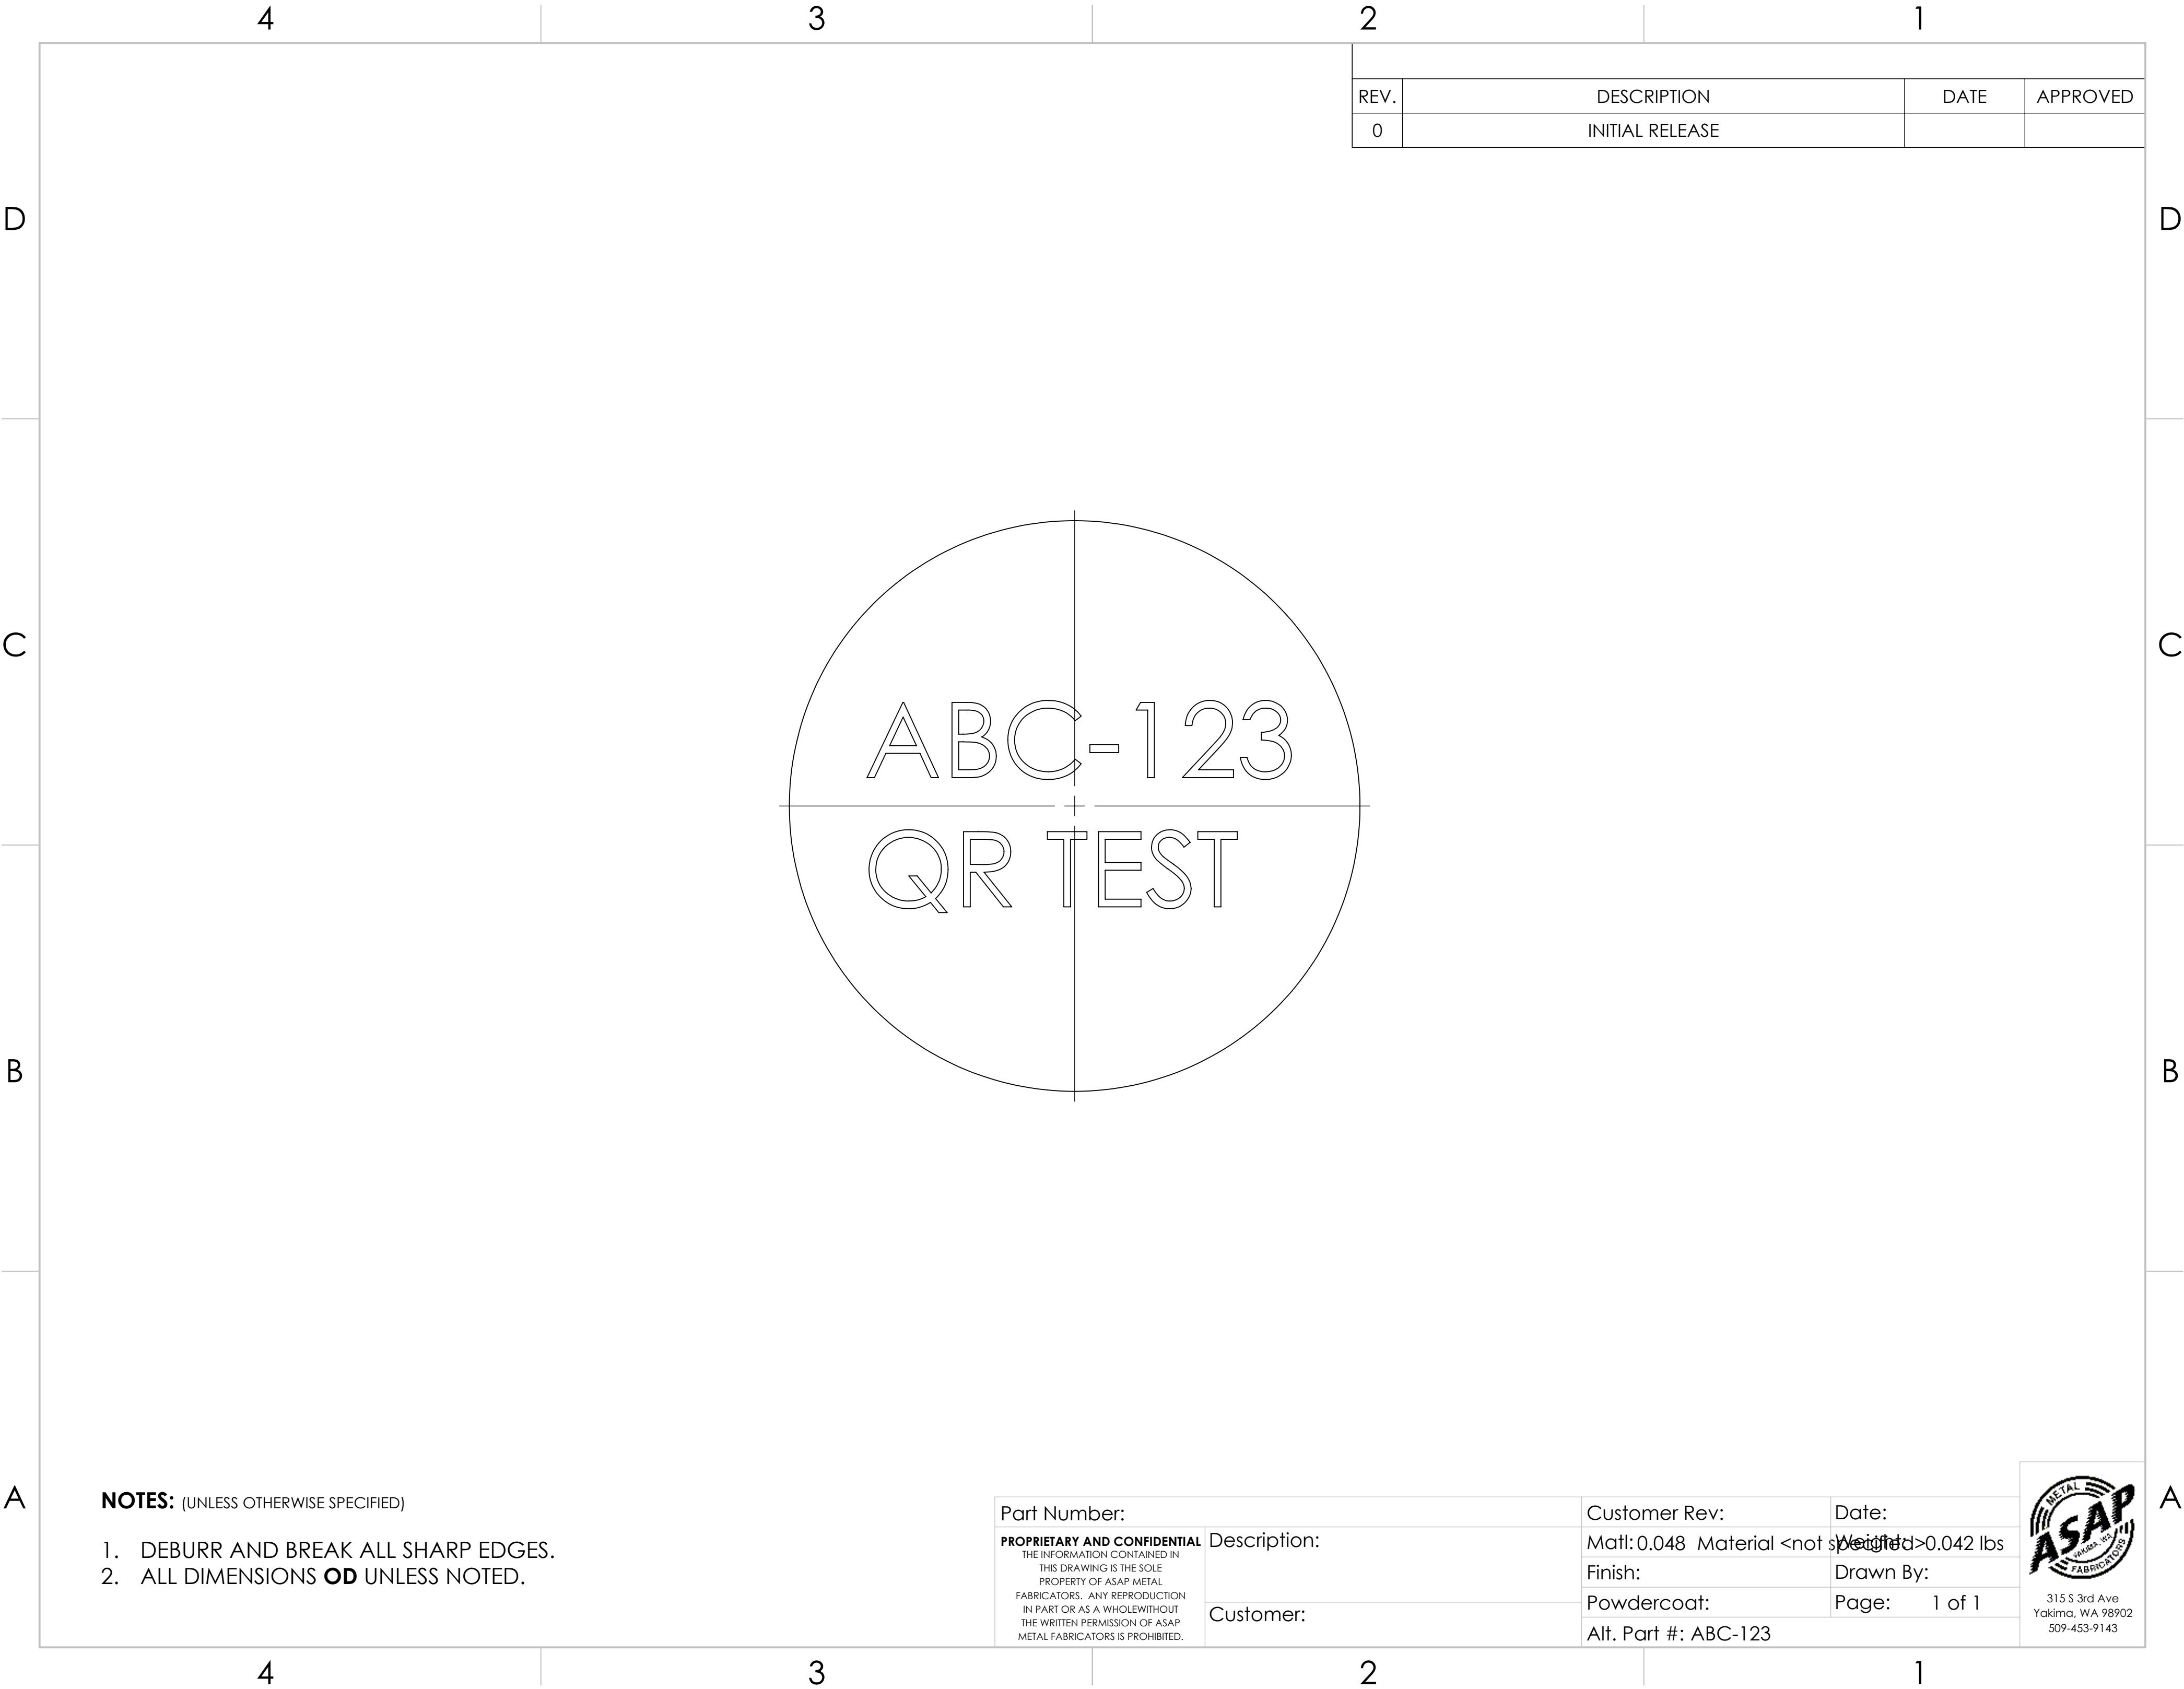 4 3 2 1
REV. DESCRIPTION DATE APPROVED
0 INITIAL RELEASE
D D
C C
ABC-123
QR TEST
B B
A A
NOTES: (UNLESS OTHERWISE SPECIFIED)
1. DEBURR AND BREAK ALL SHARP EDGES.
2. ALL DIMENSIONS OD UNLESS NOTED.
Part Number:
PROPRIETARY AND CONFIDENTIAL
THE INFORMATION CONTAINED IN
THIS DRAWING IS THE SOLE
PROPERTY OF ASAP METAL
FABRICATORS. ANY REPRODUCTION
IN PART OR AS A WHOLEWITHOUT
THE WRITTEN PERMISSION OF ASAP
METAL FABRICATORS IS PROHIBITED.
Description:
Customer:
Customer Rev:
Date:
Matl: 0.048 Material <not specified>
Weight: 0.042 lbs
Finish:
Drawn By:
Powdercoat:
Page: 1 of 1
Alt. Part #: ABC-123
METAL
ASAP
YAKIMA, WA
FABRICATORS
315 S 3rd Ave
Yakima, WA 98902
509-453-9143
4 3 2 1